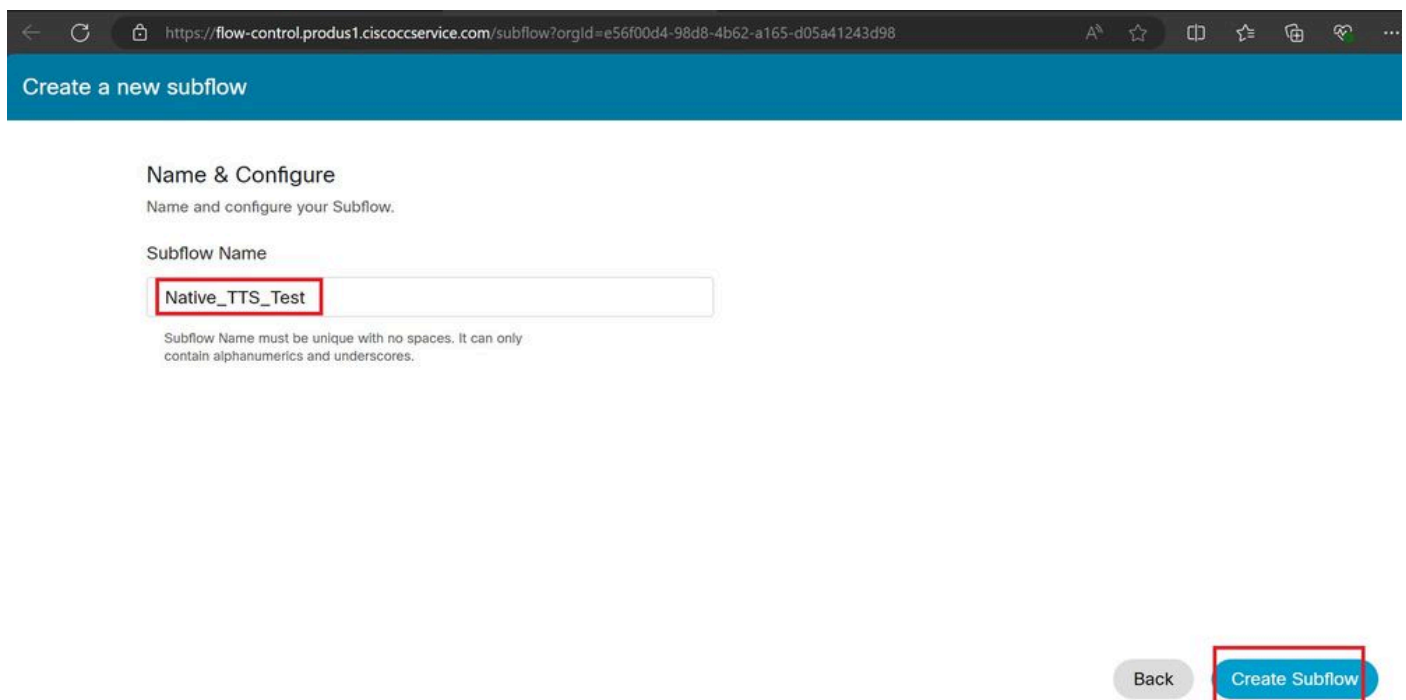 https://flow-control.produs1.ciscoccservice.com/subflow?orgId=e56f00d4-98d8-4b62-a165-d05a41243d98
Create a new subflow
Name & Configure
Name and configure your Subflow.
Subflow Name
Native_TTS_Test
Subflow Name must be unique with no spaces. It can only
contain alphanumerics and underscores.
Back Create Subflow